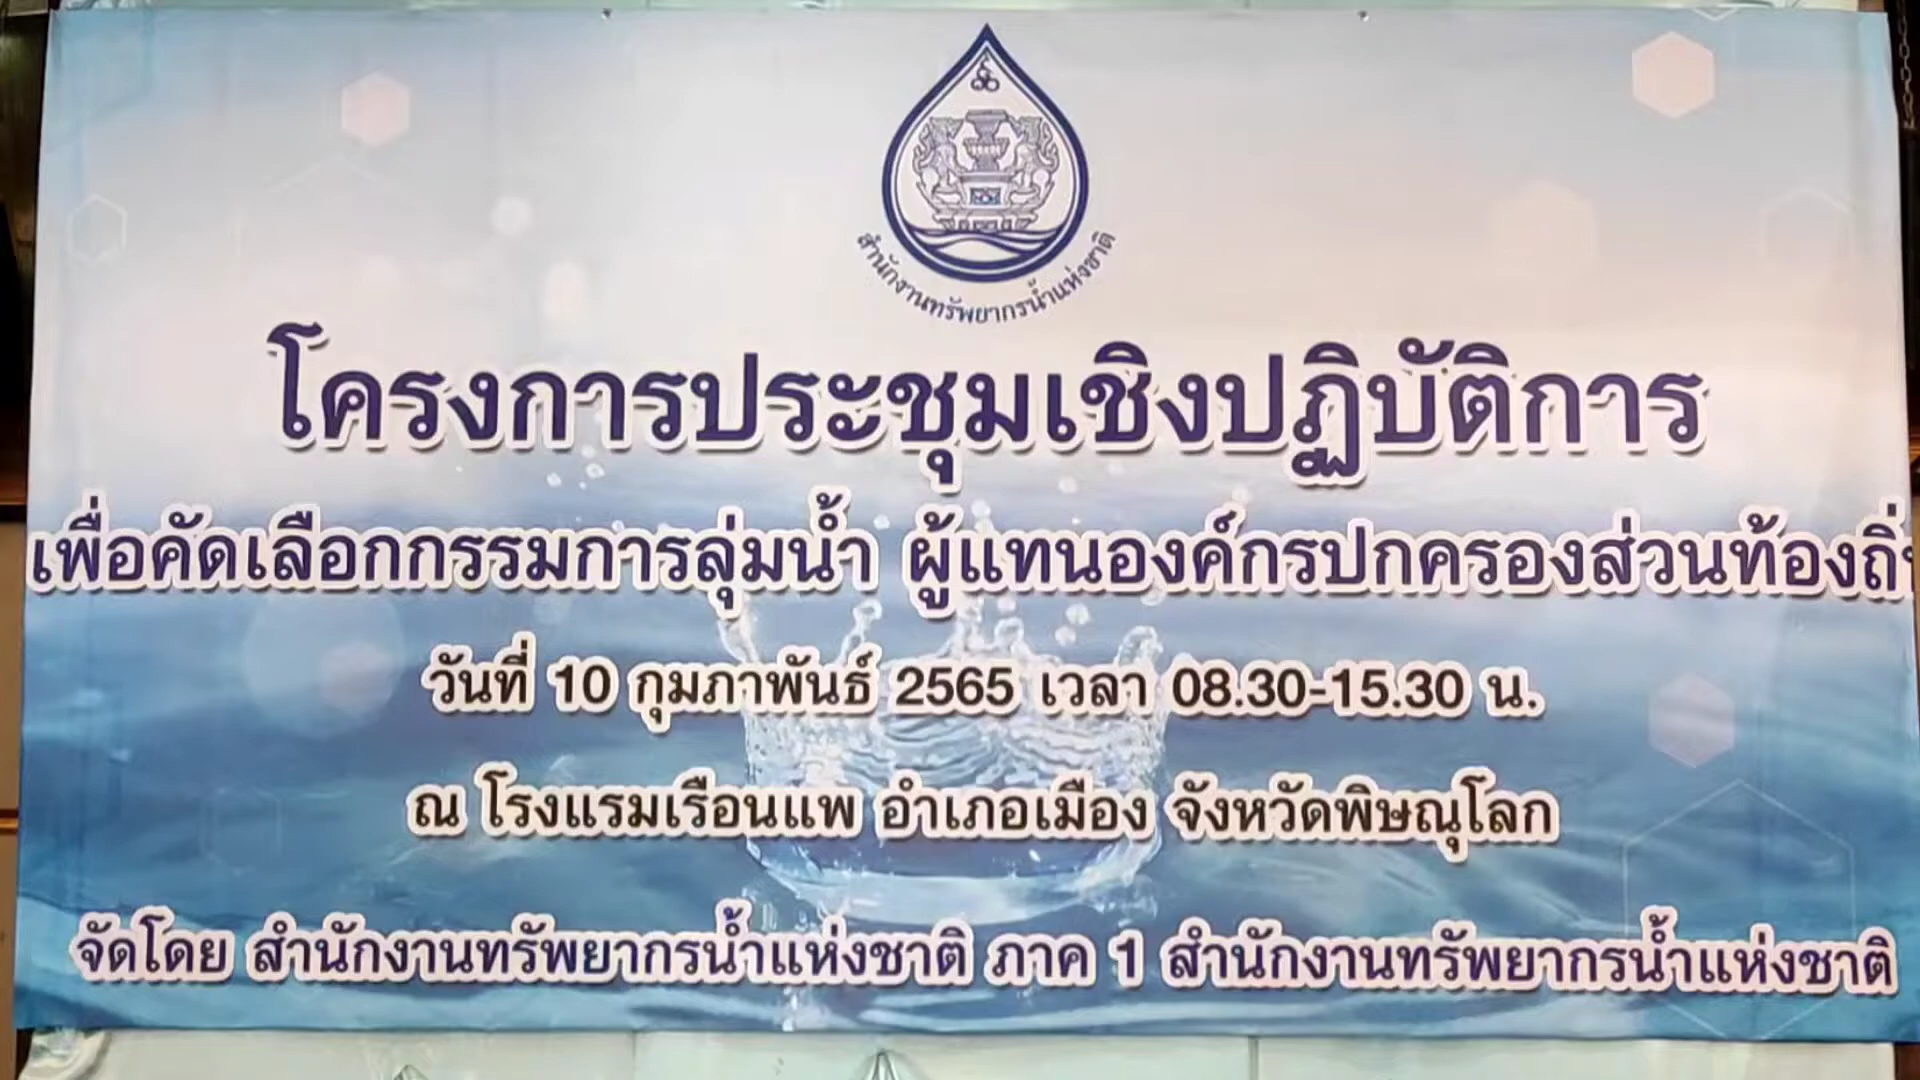 สำนักงานทรัพยากรน้ำแห่งชาติ
โครงการประชุมเชิงปฏิบัติการ
เพื่อคัดเลือกกรรมการลุ่มน้ำ ผู้แทนองค์กรปกครองส่วนท้องถิ่น
วันที่ 10 กุมภาพันธ์ 2565 เวลา 08.30-15.30 น.
ณ โรงแรมเรือนแพ อำเภอเมือง จังหวัดพิษณุโลก
จัดโดย สำนักงานทรัพยากรน้ำแห่งชาติ ภาค 1 สำนักงานทรัพยากรน้ำแห่งชาติ